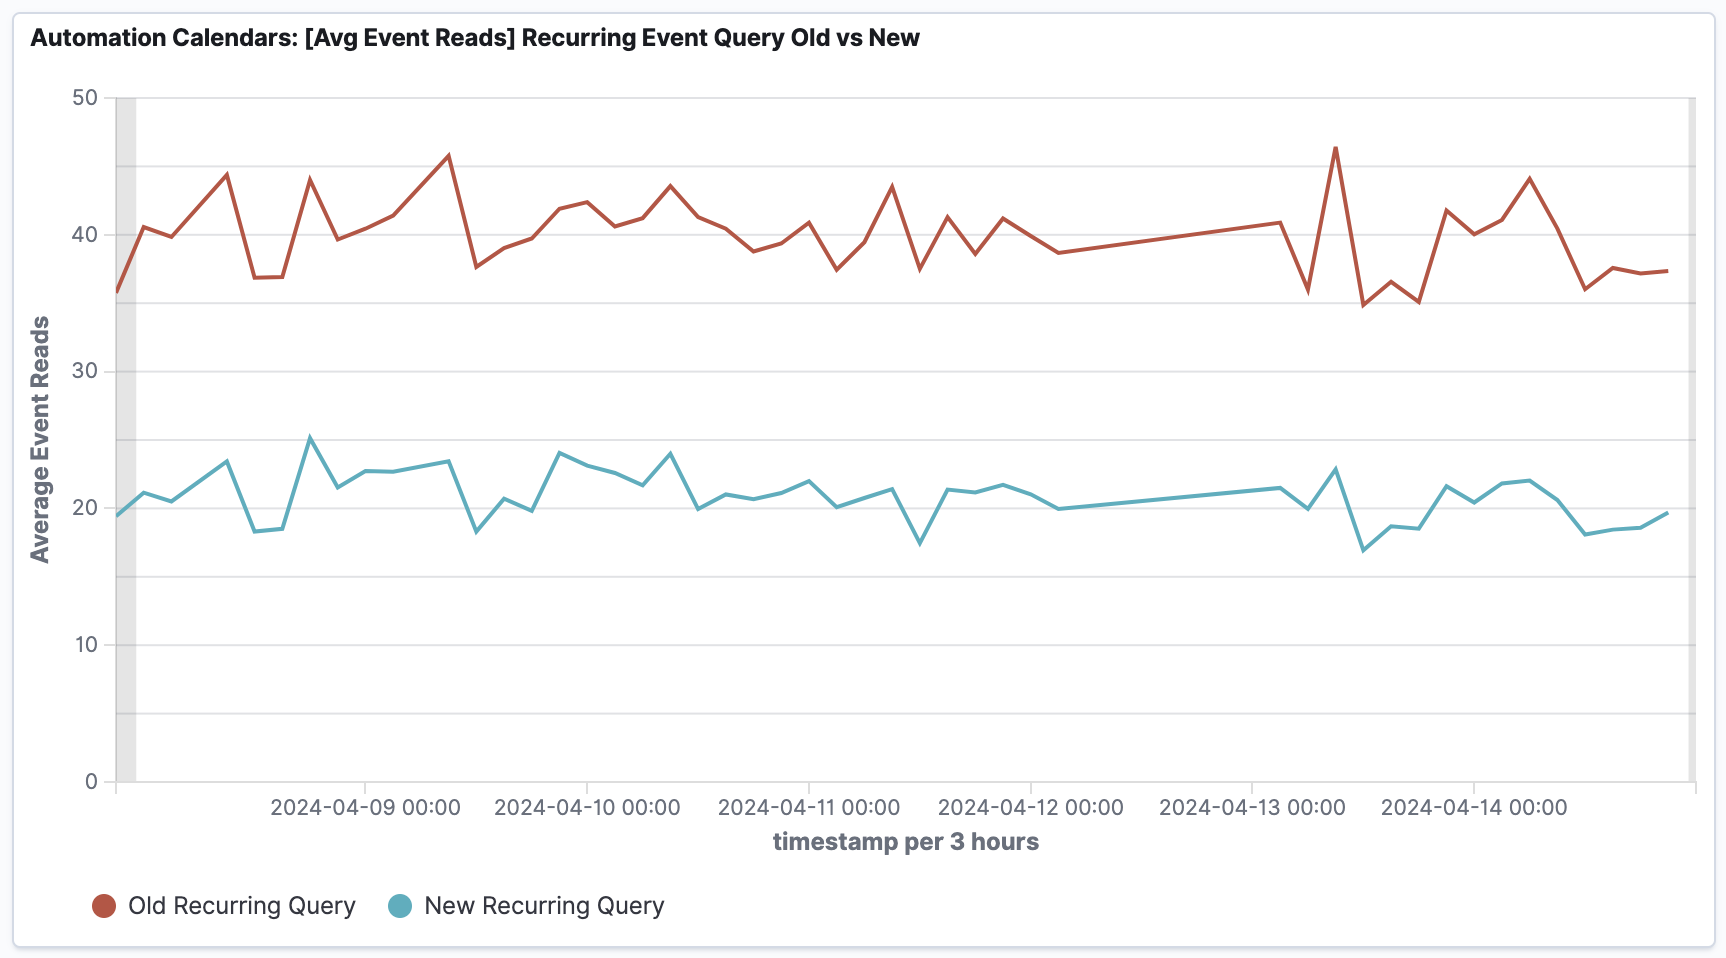 Automation Calendars: [Avg Event Reads] Recurring Event Query Old vs New
50
40
30
20
10
0
Average Event Reads
2024-04-09 00:00
2024-04-10 00:00
2024-04-11 00:00
2024-04-12 00:00
2024-04-13 00:00
2024-04-14 00:00
timestamp per 3 hours
Old Recurring Query
New Recurring Query